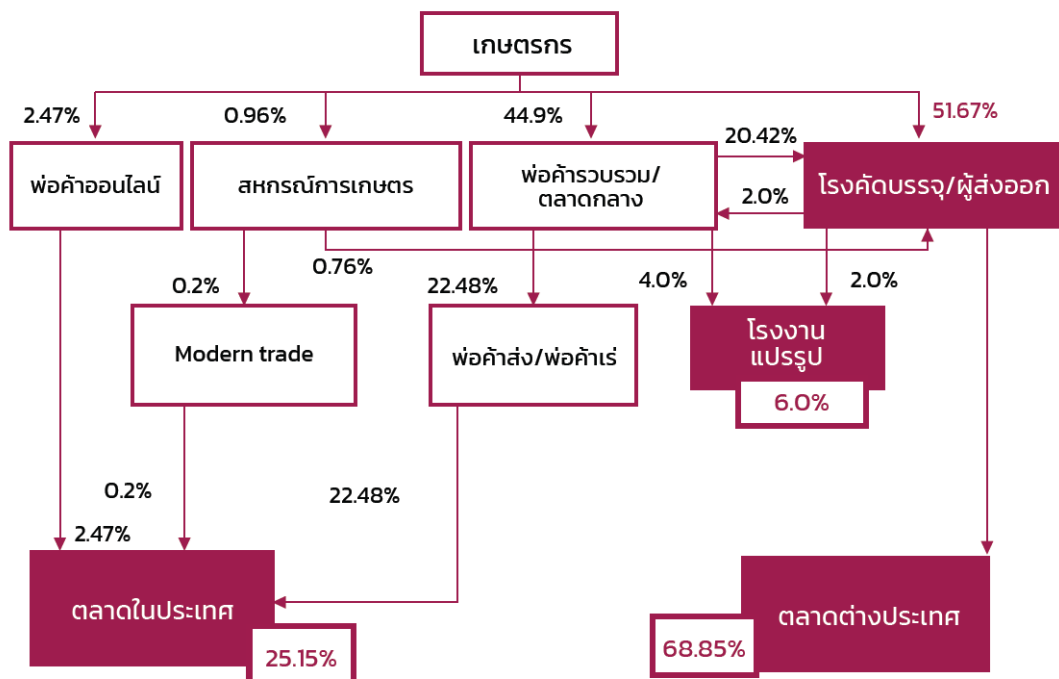 เกษตรกร
2.47%
0.96%
44.9%
51.67%
พ่อค้าออนไลน์
สหกรณ์การเกษตร
พ่อค้ารวบรวม/
ตลาดกลาง
20.42%
2.0%
โรงคัดบรรจุ/ผู้ส่งออก
0.2%
0.76%
22.48%
4.0%
2.0%
Modern trade
พ่อค้าส่ง/พ่อค้าเร่
โรงงาน
แปรรูป
6.0%
0.2%
2.47%
22.48%
ตลาดในประเทศ
25.15%
ตลาดต่างประเทศ
68.85%